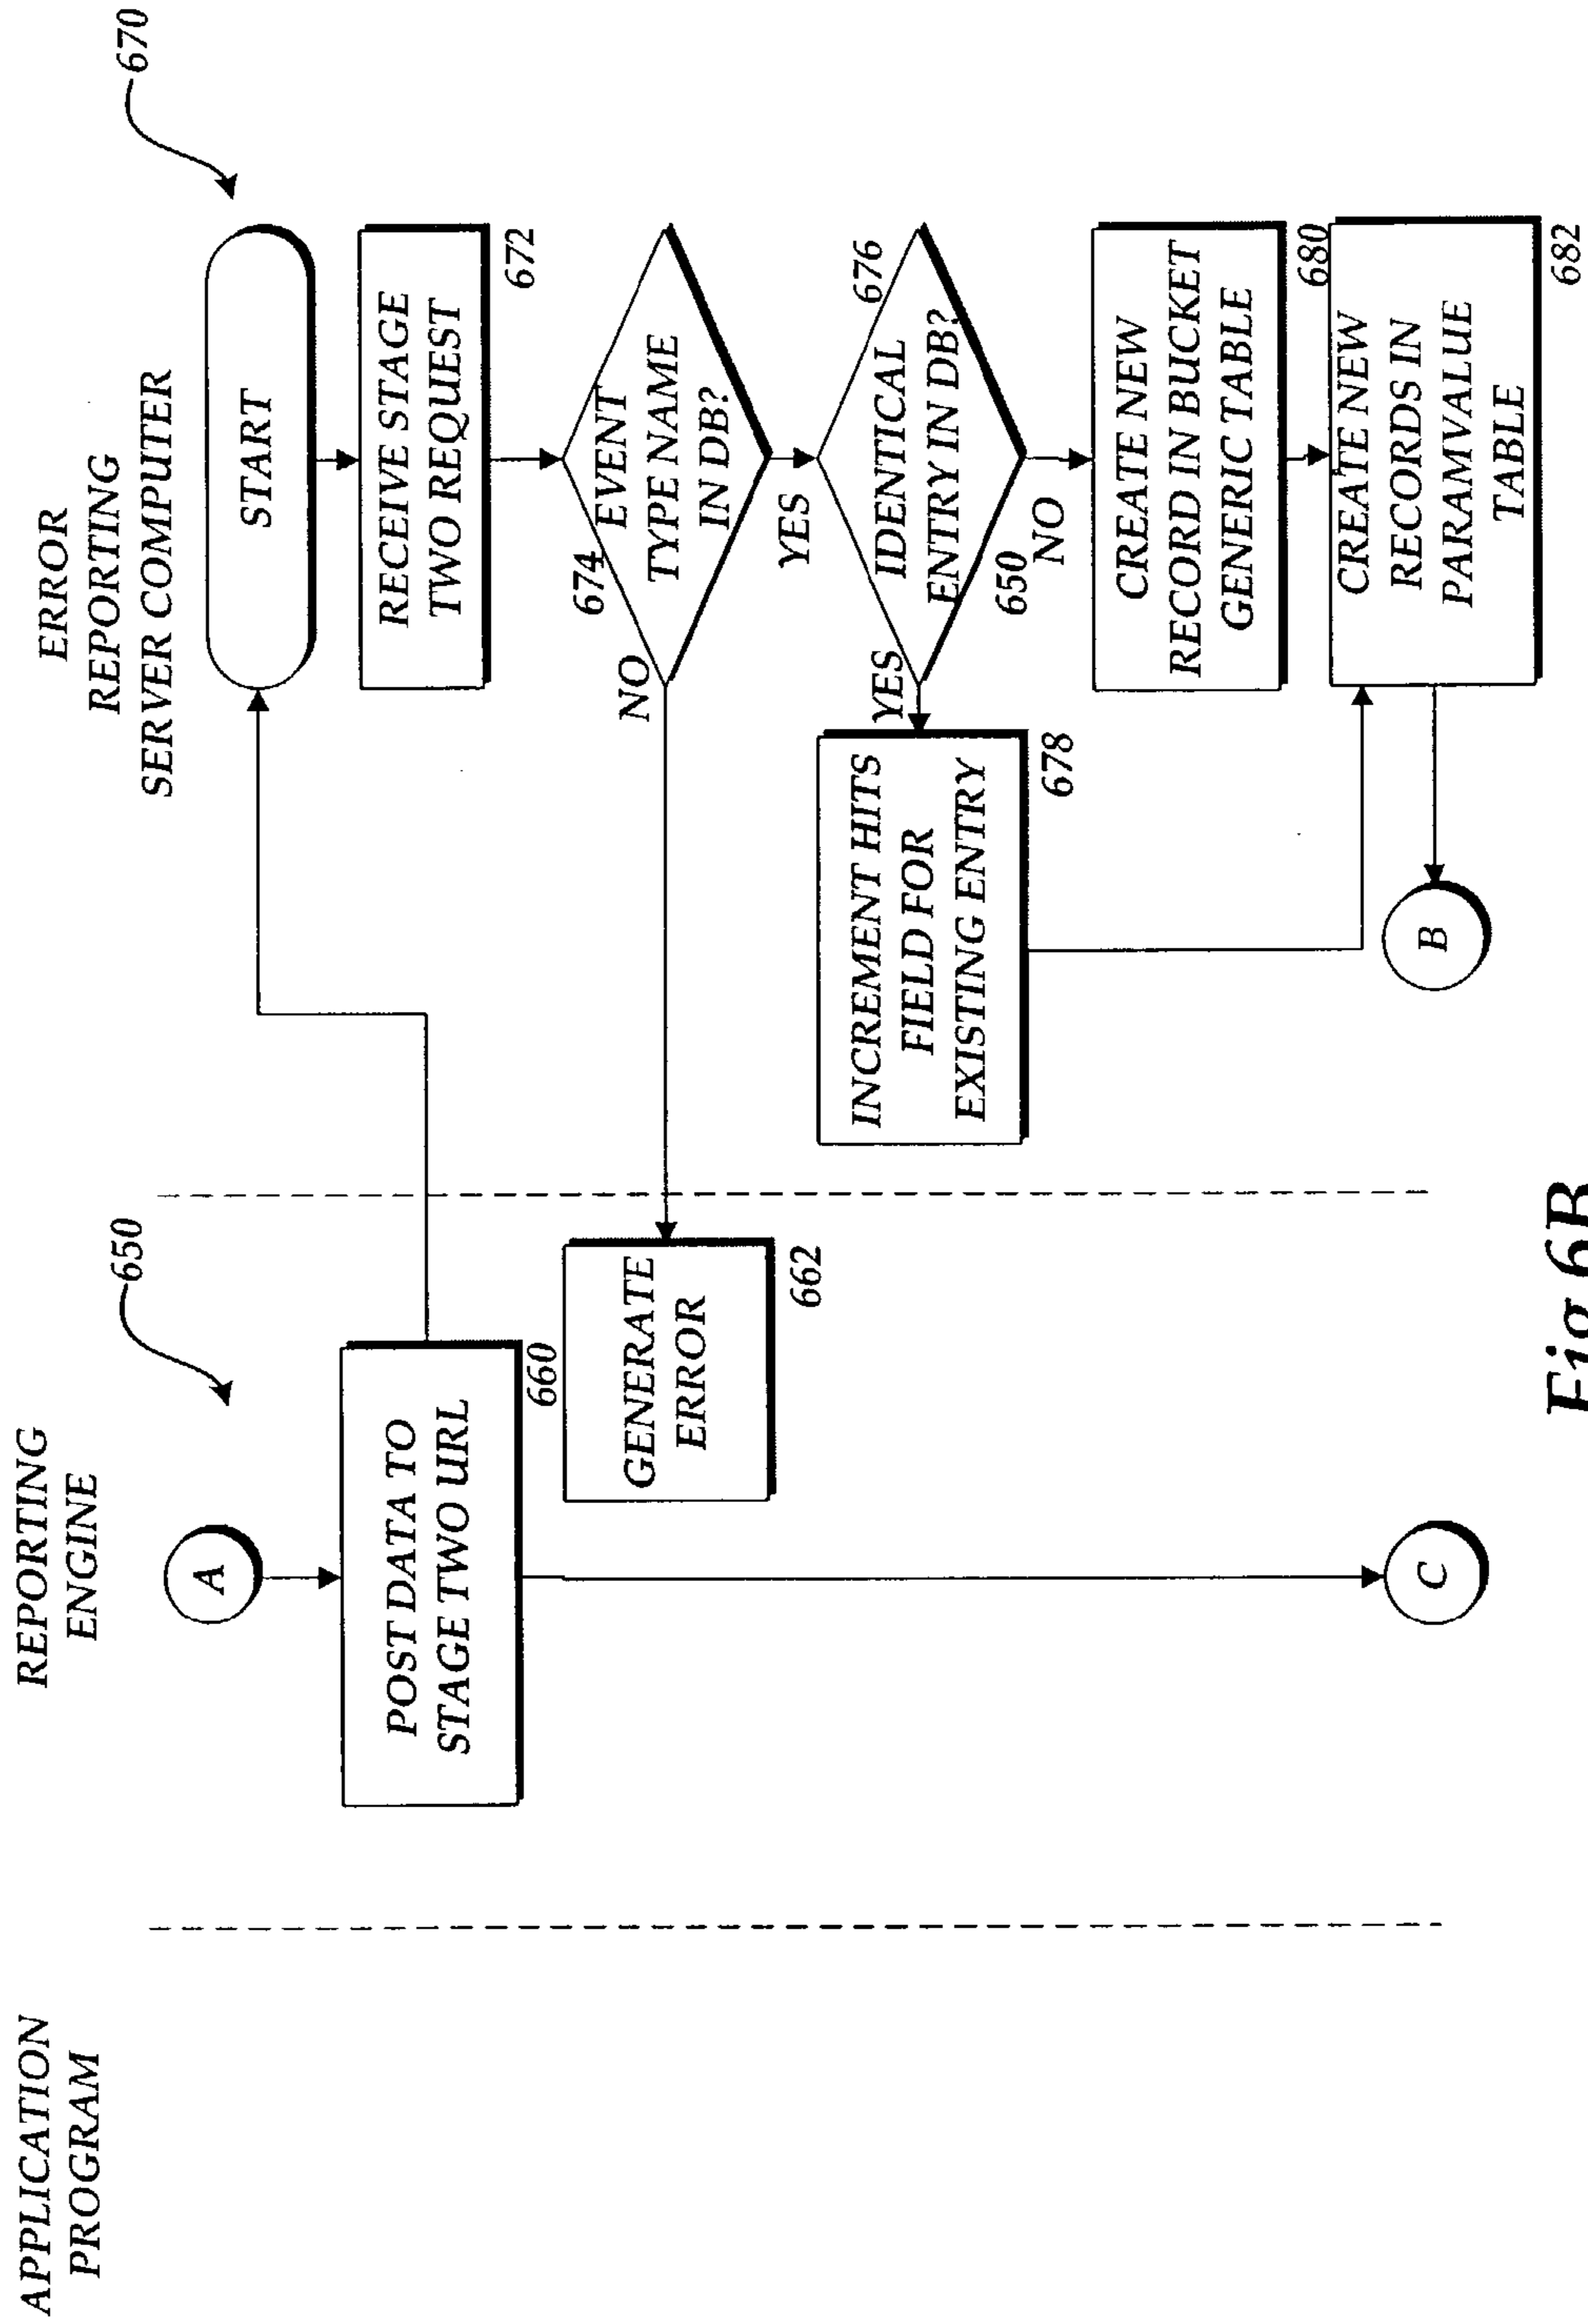 APPLICATION
PROGRAM
REPORTING
ENGINE
ERROR
REPORTING
SERVER COMPUTER
650
670
A
START
POST DATA TO
STAGE TWO URL
660
RECEIVE STAGE
TWO REQUEST
672
GENERATE
ERROR
662
NO
674
EVENT
TYPE NAME
IN DB?
YES
676
IDENTICAL
ENTRY IN DB?
YES
650
NO
INCREMENT HITS
FIELD FOR
EXISTING ENTRY
678
CREATE NEW
RECORD IN BUCKET
GENERIC TABLE
680
CREATE NEW
RECORDS IN
PARAMVALUE
TABLE
682
C
B
Fig.6B